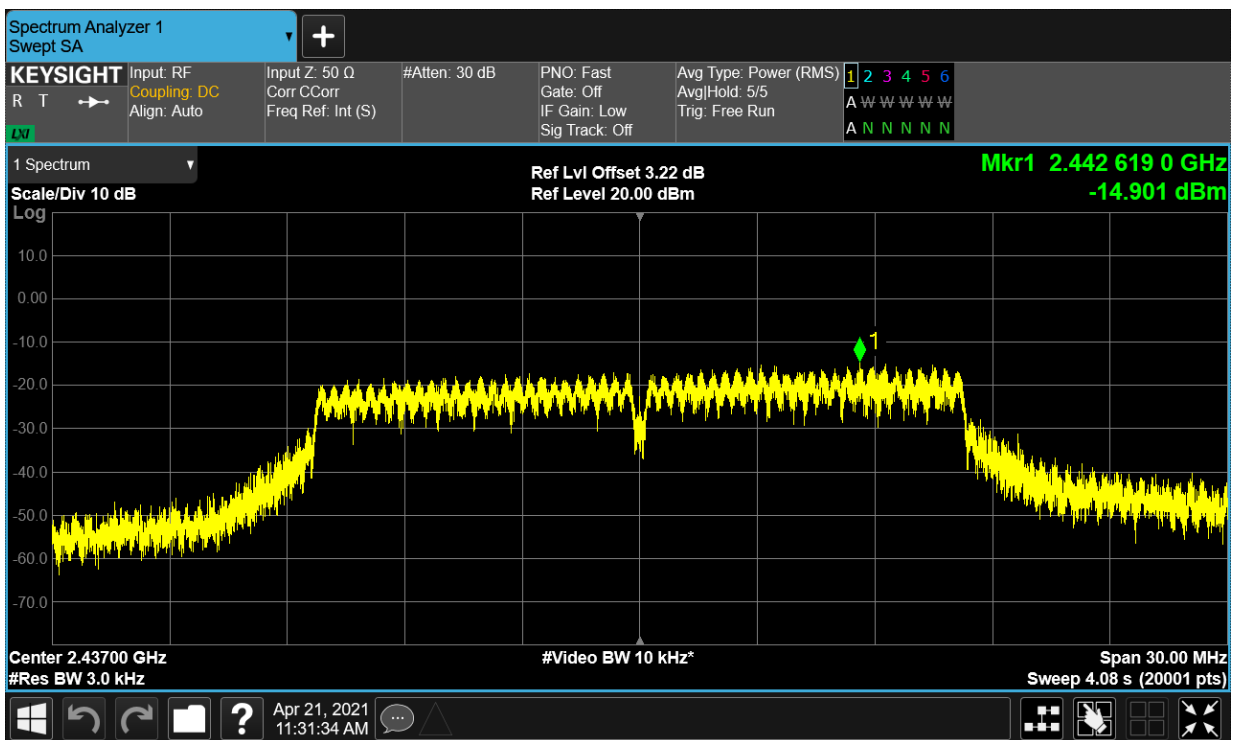 Spectrum Analyzer 1
Swept SA
+
KEYSIGHT
R T
LXI
Input: RF
Coupling: DC
Align: Auto
Input Z: 50 Ω
Corr CCorr
Freq Ref: Int (S)
#Atten: 30 dB
PNO: Fast
Gate: Off
IF Gain: Low
Sig Track: Off
Avg Type: Power (RMS)
Avg|Hold: 5/5
Trig: Free Run
1 2 3 4 5 6
A W W W W W
A N N N N N
1 Spectrum
Scale/Div 10 dB
Log
Ref Lvl Offset 3.22 dB
Ref Level 20.00 dBm
Mkr1 2.442 619 0 GHz
-14.901 dBm
10.0
0.00
-10.0
-20.0
-30.0
-40.0
-50.0
-60.0
-70.0
1
Center 2.43700 GHz
#Res BW 3.0 kHz
#Video BW 10 kHz*
Span 30.00 MHz
Sweep 4.08 s (20001 pts)
?
Apr 21, 2021
11:31:34 AM